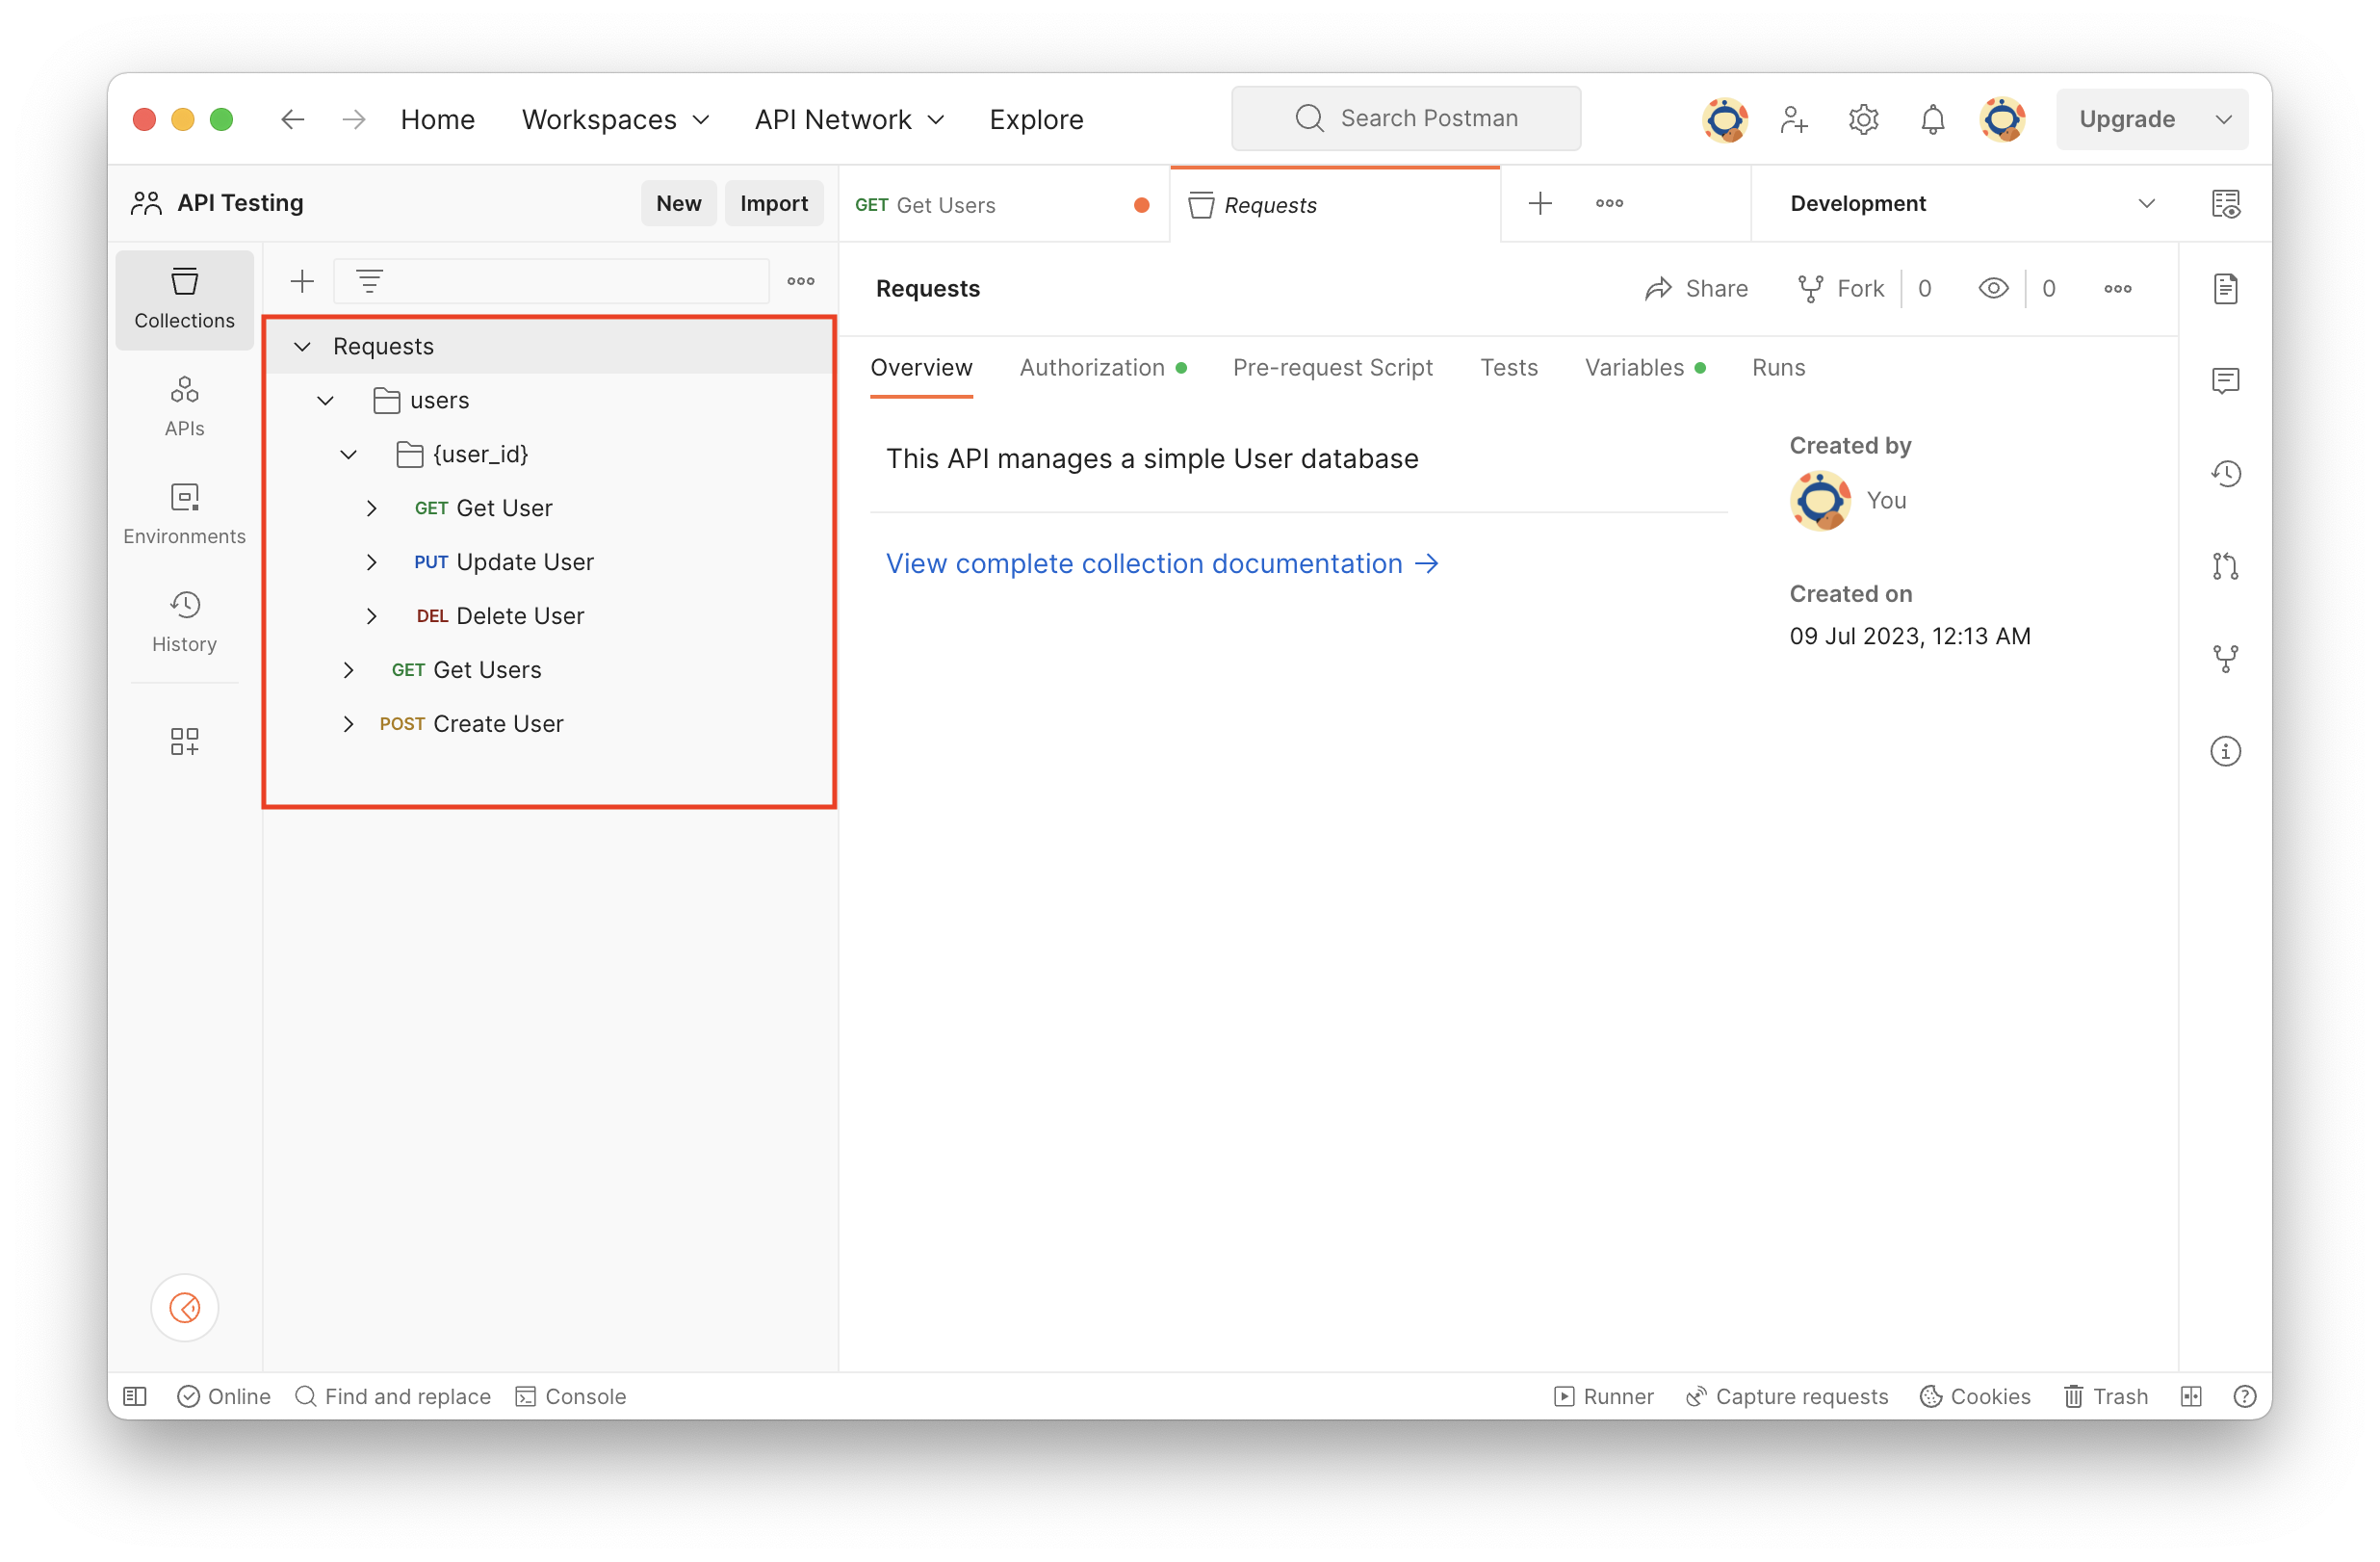 Home Workspaces API Network Explore Search Postman Upgrade
API Testing New Import
GET Get Users Requests Development
Collections
APIs
Environments
History
Requests
users
{user_id}
GET Get User
PUT Update User
DEL Delete User
GET Get Users
POST Create User
Requests Share Fork 0 0
Overview Authorization Pre-request Script Tests Variables Runs
This API manages a simple User database
View complete collection documentation →
Created by
You
Created on
09 Jul 2023, 12:13 AM
Online Find and replace Console Runner Capture requests Cookies Trash